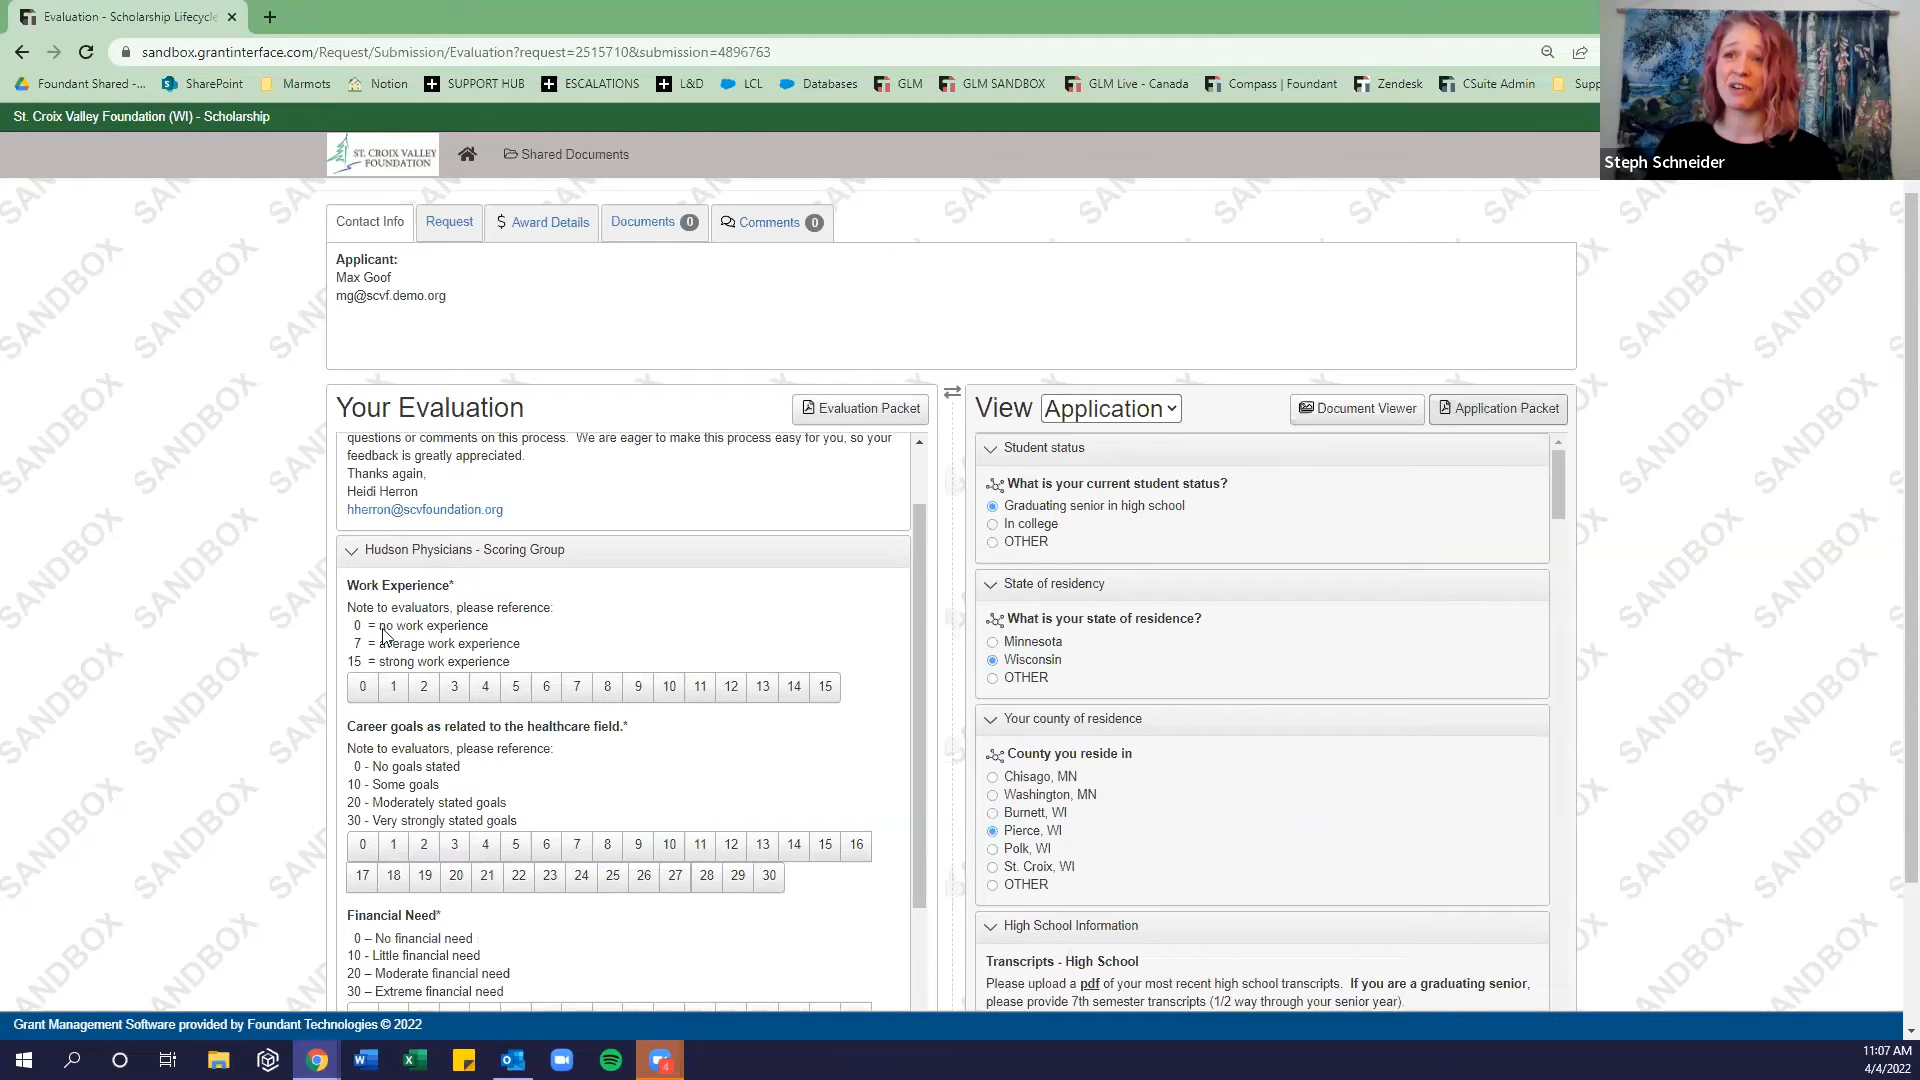 Evaluation - Scholarship Lifecycle
sandbox.grantinterface.com/Request/Submission/Evaluation?request=2515710&submission=4896763
Foundant Shared -... SharePoint Marmots Notion SUPPORT HUB ESCALATIONS L&D LCL Databases GLM GLM SANDBOX GLM Live - Canada Compass | Foundant Zendesk CSuite Admin Supp
Steph Schneider
St. Croix Valley Foundation (WI) - Scholarship
ST. CROIX VALLEY
FOUNDATION
Shared Documents
Contact Info Request $ Award Details Documents 0 Comments 0
Applicant:
Max Goof
mg@scvf.demo.org
Your Evaluation
Evaluation Packet
questions or comments on this process. We are eager to make this process easy for you, so your
feedback is greatly appreciated.
Thanks again,
Heidi Herron
hherron@scvfoundation.org
Hudson Physicians - Scoring Group
Work Experience*
Note to evaluators, please reference:
0 = no work experience
7 = average work experience
15 = strong work experience
0 1 2 3 4 5 6 7 8 9 10 11 12 13 14 15
Career goals as related to the healthcare field.*
Note to evaluators, please reference:
0 - No goals stated
10 - Some goals
20 - Moderately stated goals
30 - Very strongly stated goals
0 1 2 3 4 5 6 7 8 9 10 11 12 13 14 15 16
17 18 19 20 21 22 23 24 25 26 27 28 29 30
Financial Need*
0 – No financial need
10 - Little financial need
20 – Moderate financial need
30 – Extreme financial need
View Application
Document Viewer
Application Packet
Student status
What is your current student status?
Graduating senior in high school
In college
OTHER
State of residency
What is your state of residence?
Minnesota
Wisconsin
OTHER
Your county of residence
County you reside in
Chisago, MN
Washington, MN
Burnett, WI
Pierce, WI
Polk, WI
St. Croix, WI
OTHER
High School Information
Transcripts - High School
Please upload a pdf of your most recent high school transcripts. If you are a graduating senior,
please provide 7th semester transcripts (1/2 way through your senior year).
SANDBOX
Grant Management Software provided by Foundant Technologies © 2022
4
11:07 AM
4/4/2022